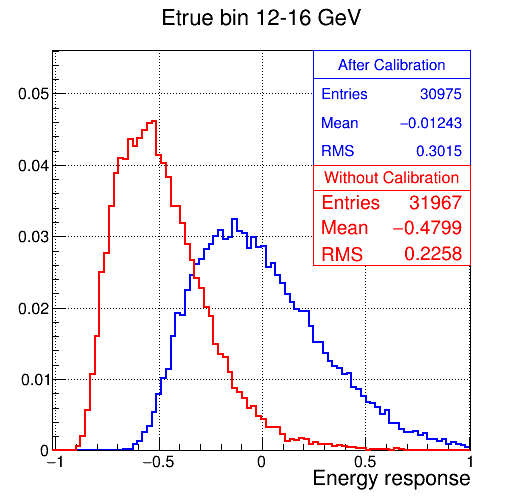 Etrue bin 12-16 GeV
After Calibration
Entries 30975
Mean −0.01243
RMS 0.3015
Without Calibration
Entries 31967
Mean −0.4799
RMS 0.2258
0.05
0.04
0.03
0.02
0.01
0
−1 −0.5 0 0.5 1
Energy response